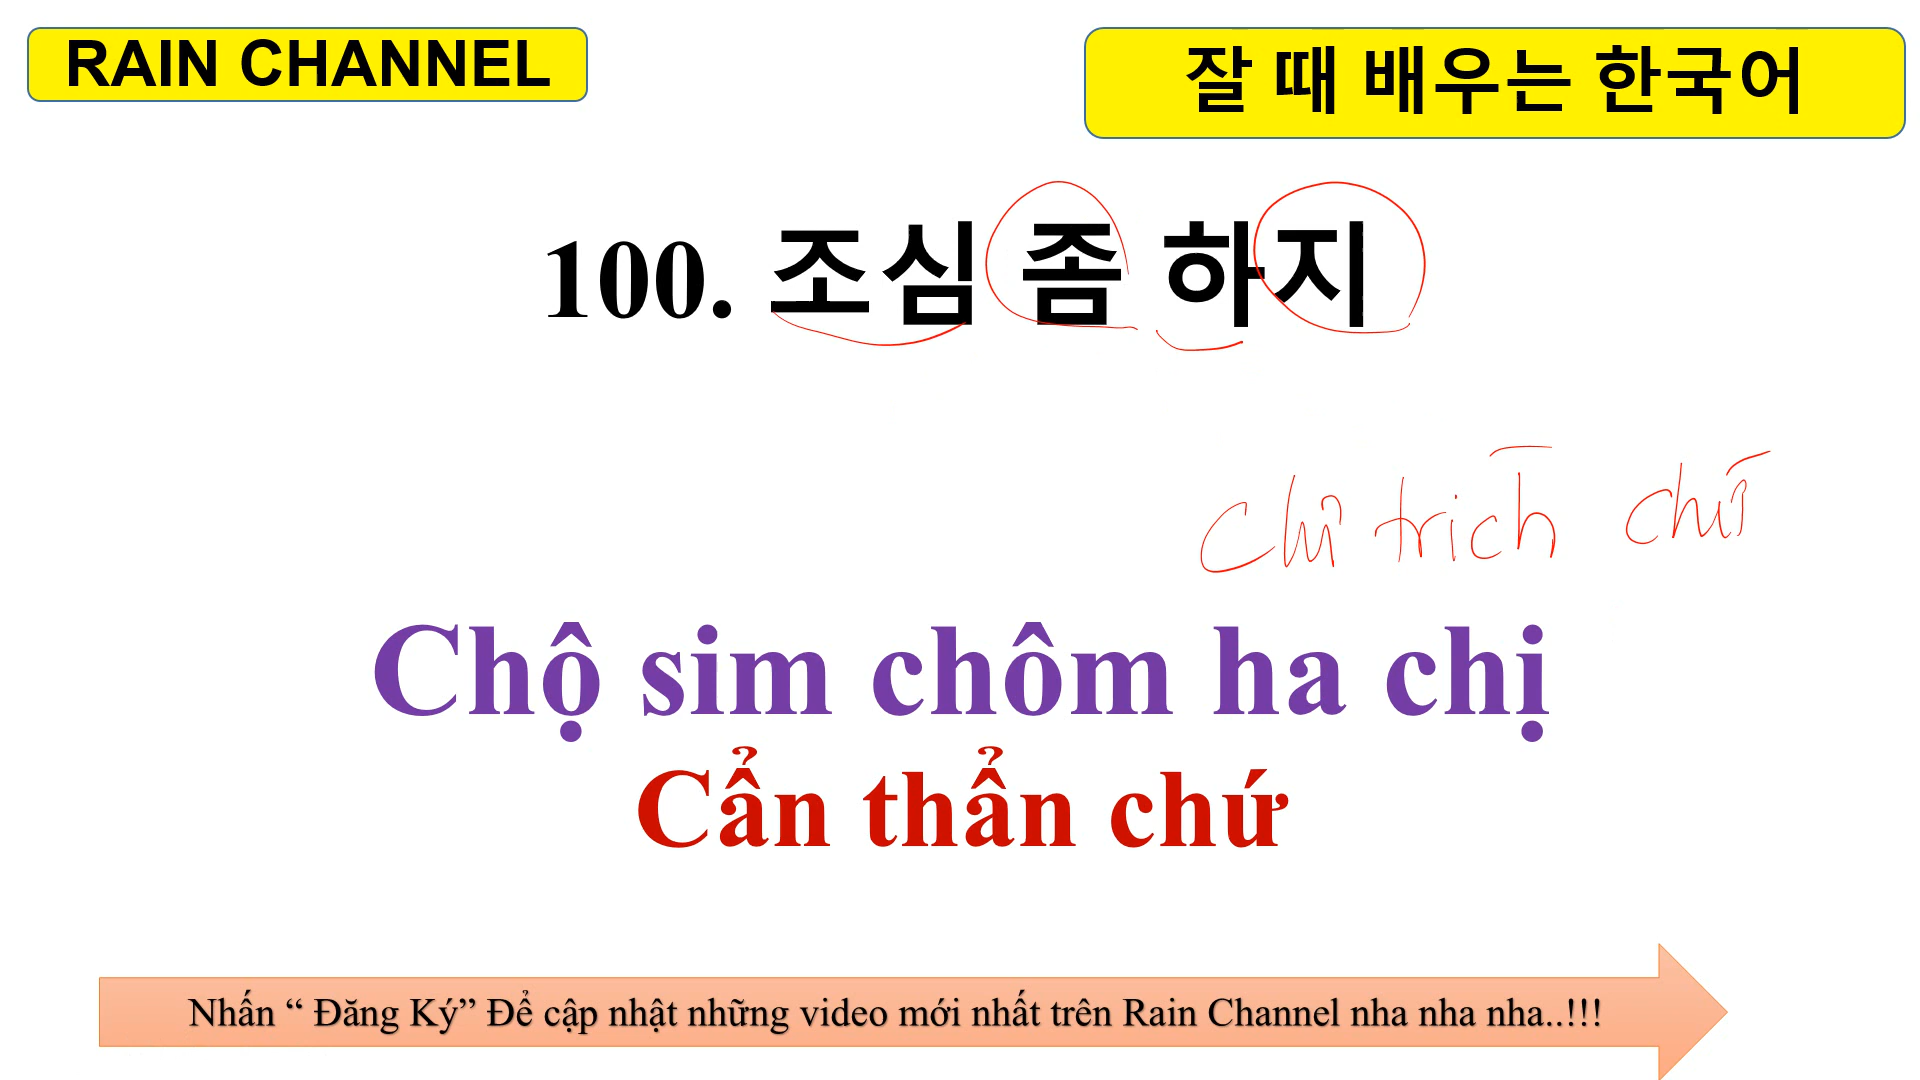 RAIN CHANNEL
잘 때 배우는 한국어
100. 조심 좀 하지
chỉ trích chứ
Chộ sim chôm ha chị
Cẩn thẩn chứ
Nhấn “ Đăng Ký” Để cập nhật những video mới nhất trên Rain Channel nha nha nha..!!!